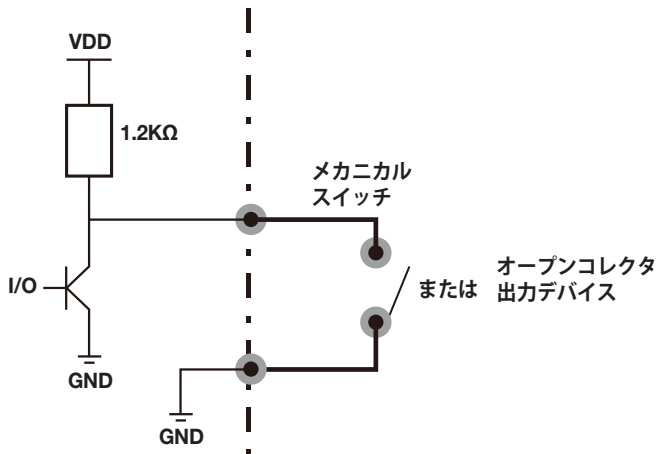 VDD
1.2KΩ
メカニカル
スイッチ
I/O
または
オープンコレクタ
出力デバイス
GND
GND